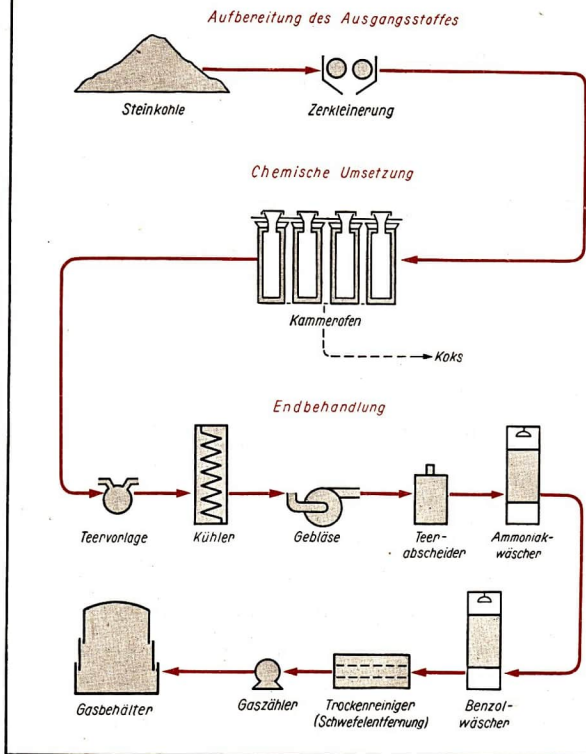 Aufbereitung des Ausgangsstoffes
Steinkohle
Zerkleinerung
Chemische Umsetzung
Kammerofen
Koks
Endbehandlung
Teervorlage
Kühler
Gebläse
Teer-
abscheider
Ammoniak-
wäscher
Gasbehälter
Gaszähler
Trockenreiniger
(Schwefelentfernung)
Benzol-
wäscher